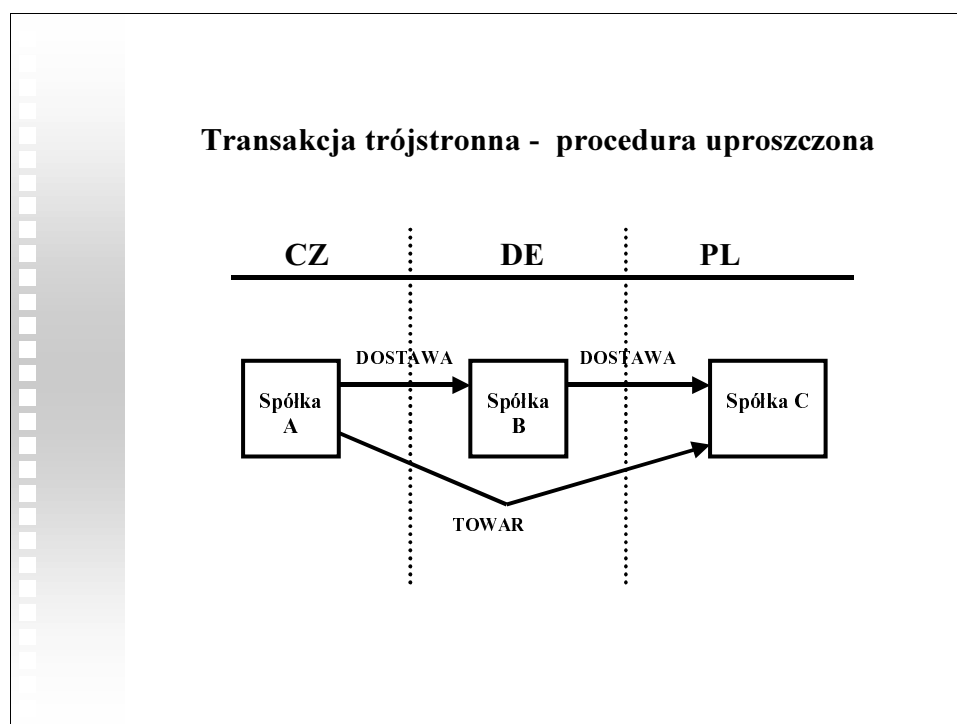 Transakcja trójstronna - procedura uproszczona
CZ
DE
PL
DOSTAWA
DOSTAWA
Spółka
A
Spółka
B
Spółka C
TOWAR